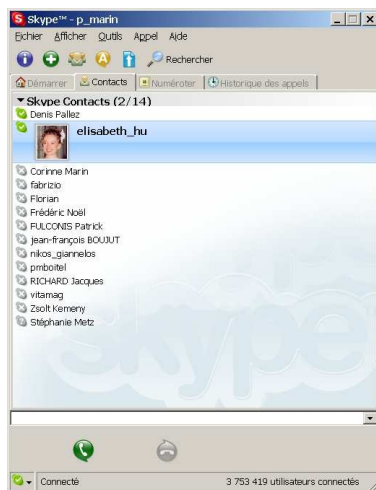 Skype™ - p_marin
Fichier Afficher Outils Appel Aide
Rechercher
Démarrer Contacts Numéroter Historique des appels
Skype Contacts (2/14)
Denis Pallez
elisabeth_hu
Corinne Marin
fabrizio
Florian
Frédéric Noël
FULCONIS Patrick
jean-françois BOUJUT
nikos_giannelos
pmboitel
RICHARD Jacques
vitamag
Zsolt Kemeny
Stéphanie Metz
skype
Connecté 3 753 419 utilisateurs connectés